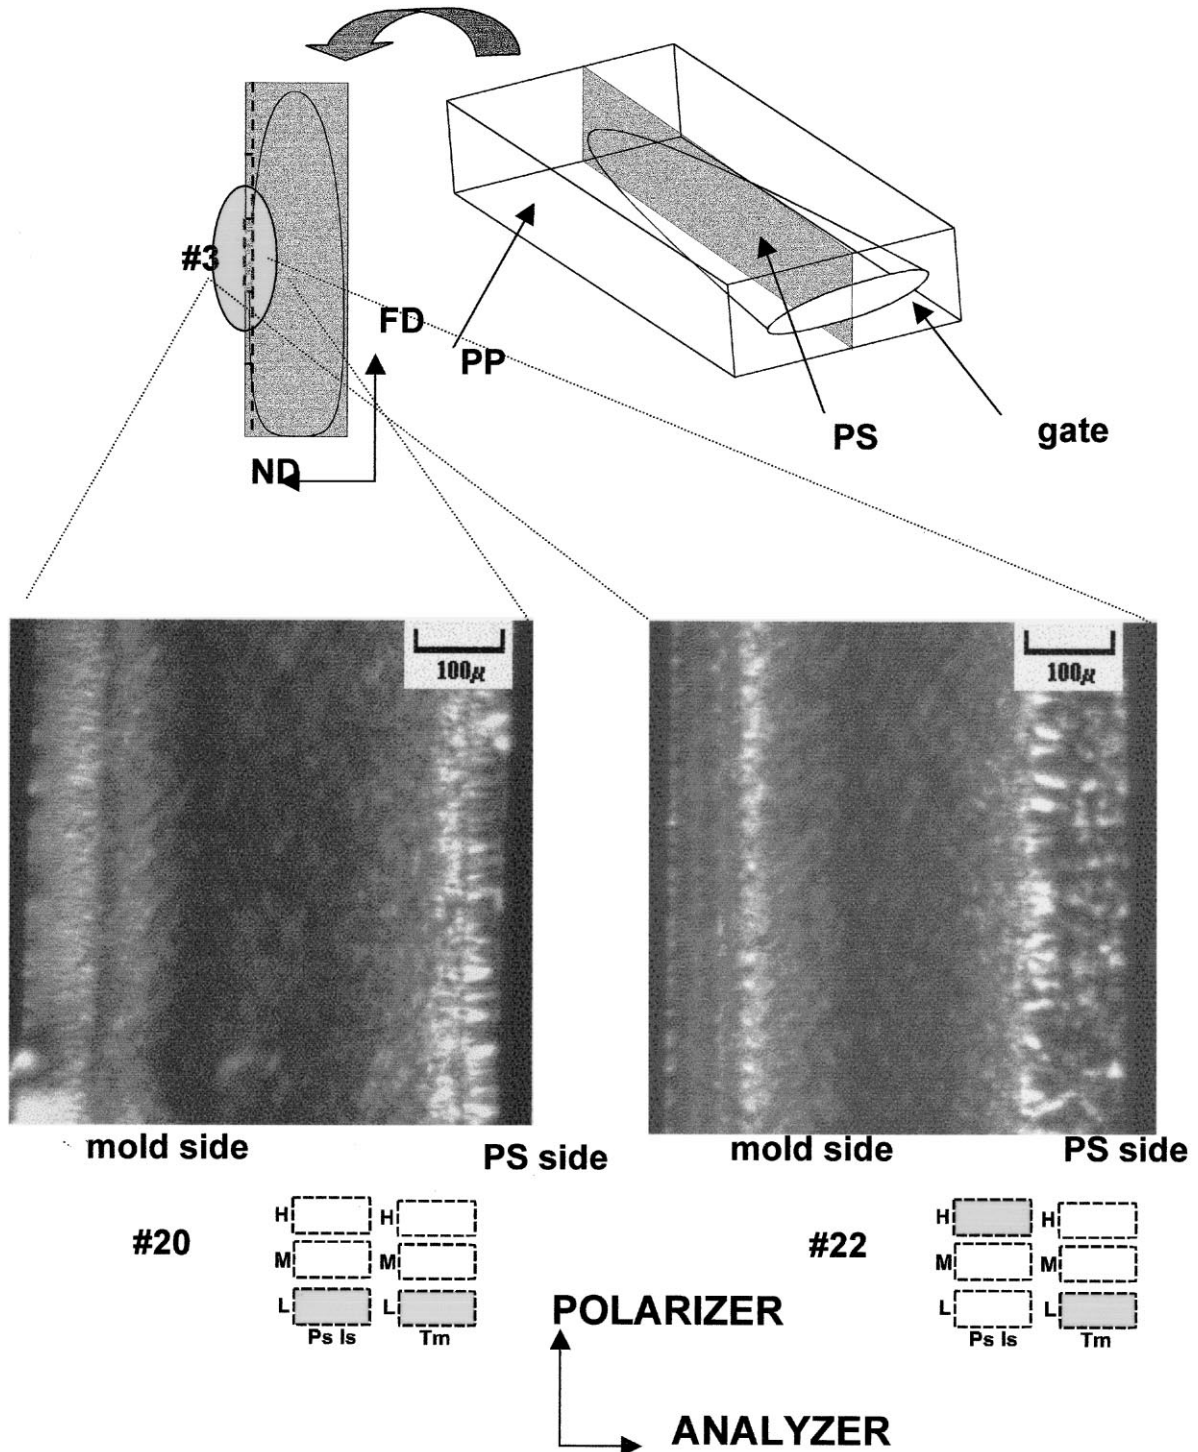 #3
FD
PP
PS
gate
ND
100μ
100μ
mold side
PS side
mold side
PS side
#20
H
H
M
M
L
L
Ps Is
Tm
#22
H
H
M
M
L
L
Ps Is
Tm
POLARIZER
ANALYZER